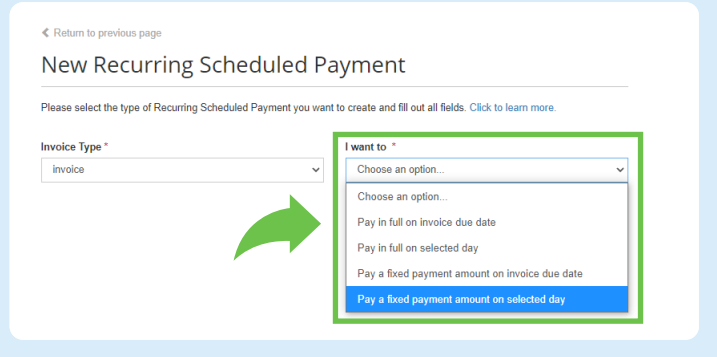 Return to previous page
New Recurring Scheduled Payment
Please select the type of Recurring Scheduled Payment you want to create and fill out all fields. Click to learn more.
Invoice Type *
invoice
I want to *
Choose an option...
Choose an option...
Pay in full on invoice due date
Pay in full on selected day
Pay a fixed payment amount on invoice due date
Pay a fixed payment amount on selected day